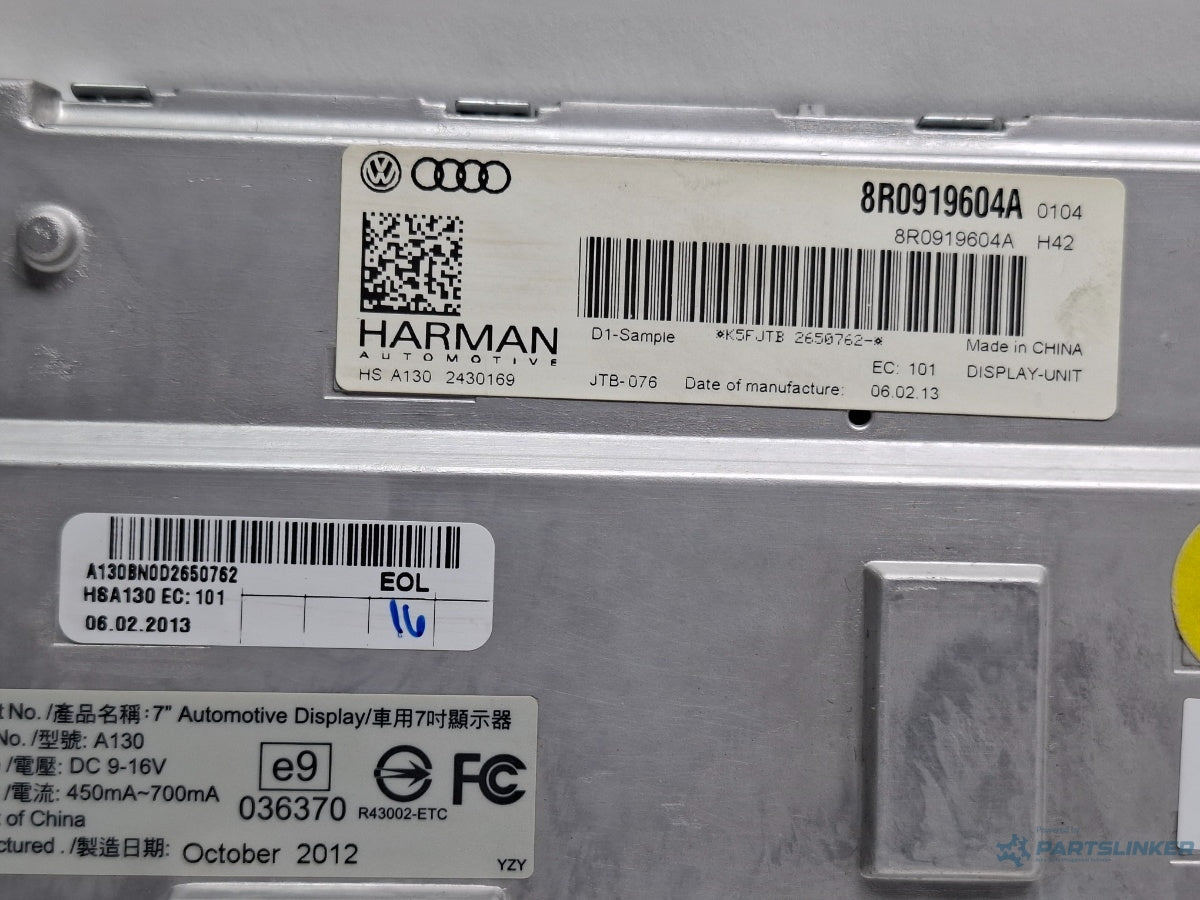 8R0919604A 0104
8R0919604A H42
HARMAN
AUTOMOTIVE
D1-Sample *K5FJTB 2650762-*
Made in CHINA
EC: 101 DISPLAY-UNIT
HS A130 2430169 JTB-076 Date of manufacture: 06.02.13
A130BN0D2650762
EOL
HSA130 EC: 101
06.02.2013
16
t No. /產品名稱：7" Automotive Display/車用7吋顯示器
No. /型號: A130
/電壓: DC 9-16V
/電流: 450mA~700mA
e9
036370
R43002-ETC
FC
t of China
ctured . /製造日期: October 2012
YZY
Powered by
PARTSLINKER